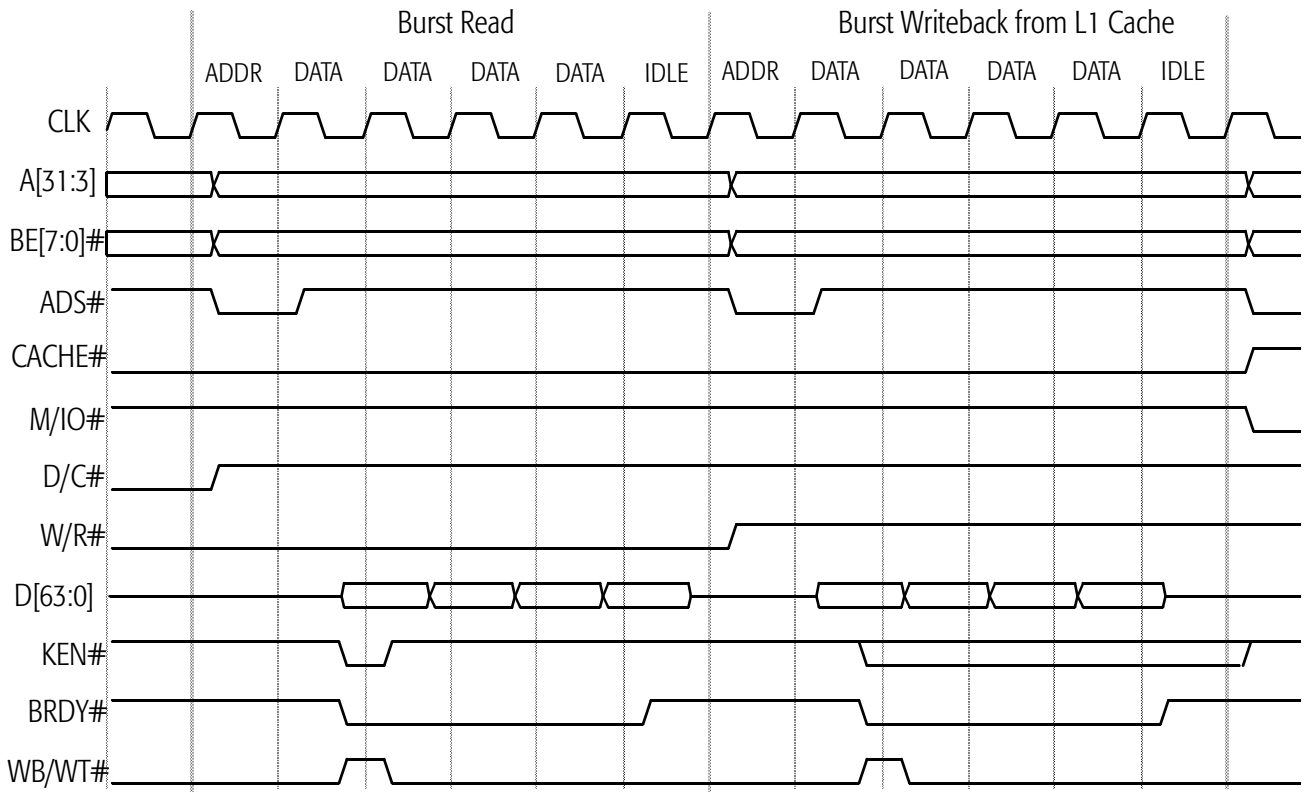 Burst Read Burst Writeback from L1 Cache
ADDR DATA DATA DATA DATA IDLE ADDR DATA DATA DATA DATA IDLE
CLK
A[31:3]
BE[7:0]#
ADS#
CACHE#
M/IO#
D/C#
W/R#
D[63:0]
KEN#
BRDY#
WB/WT#